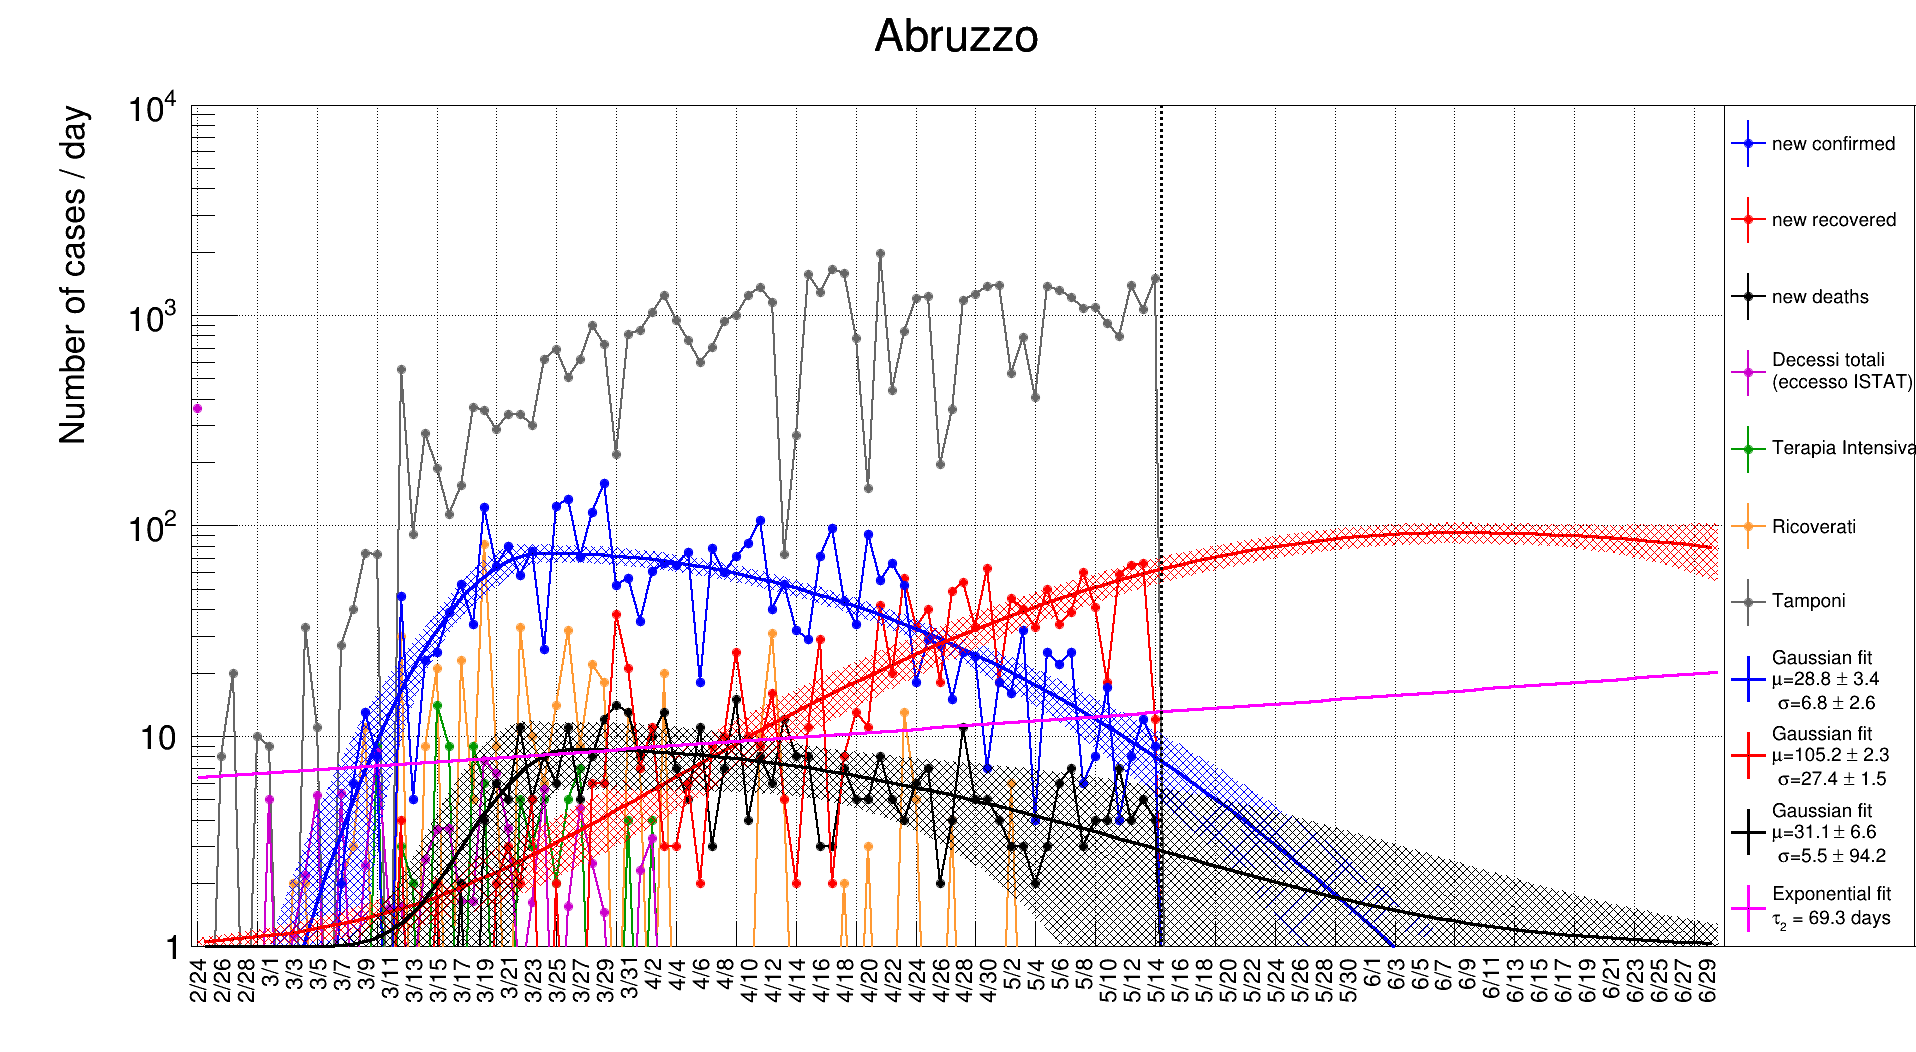 Abruzzo
Number of cases / day
10^4
10^3
10^2
10
1
2/24 2/26 2/28 3/1 3/3 3/5 3/7 3/9 3/11 3/13 3/15 3/17 3/19 3/21 3/23 3/25 3/27 3/29 3/31 4/2 4/4 4/6 4/8 4/10 4/12 4/14 4/16 4/18 4/20 4/22 4/24 4/26 4/28 4/30 5/2 5/4 5/6 5/8 5/10 5/12 5/14 5/16 5/18 5/20 5/22 5/24 5/26 5/28 5/30 6/1 6/3 6/5 6/7 6/9 6/11 6/13 6/15 6/17 6/19 6/21 6/23 6/25 6/27 6/29
new confirmed
new recovered
new deaths
Decessi totali
(eccesso ISTAT)
Terapia Intensiva
Ricoverati
Tamponi
Gaussian fit
μ=28.8 ± 3.4
σ=6.8 ± 2.6
Gaussian fit
μ=105.2 ± 2.3
σ=27.4 ± 1.5
Gaussian fit
μ=31.1 ± 6.6
σ=5.5 ± 94.2
Exponential fit
τ₂ = 69.3 days